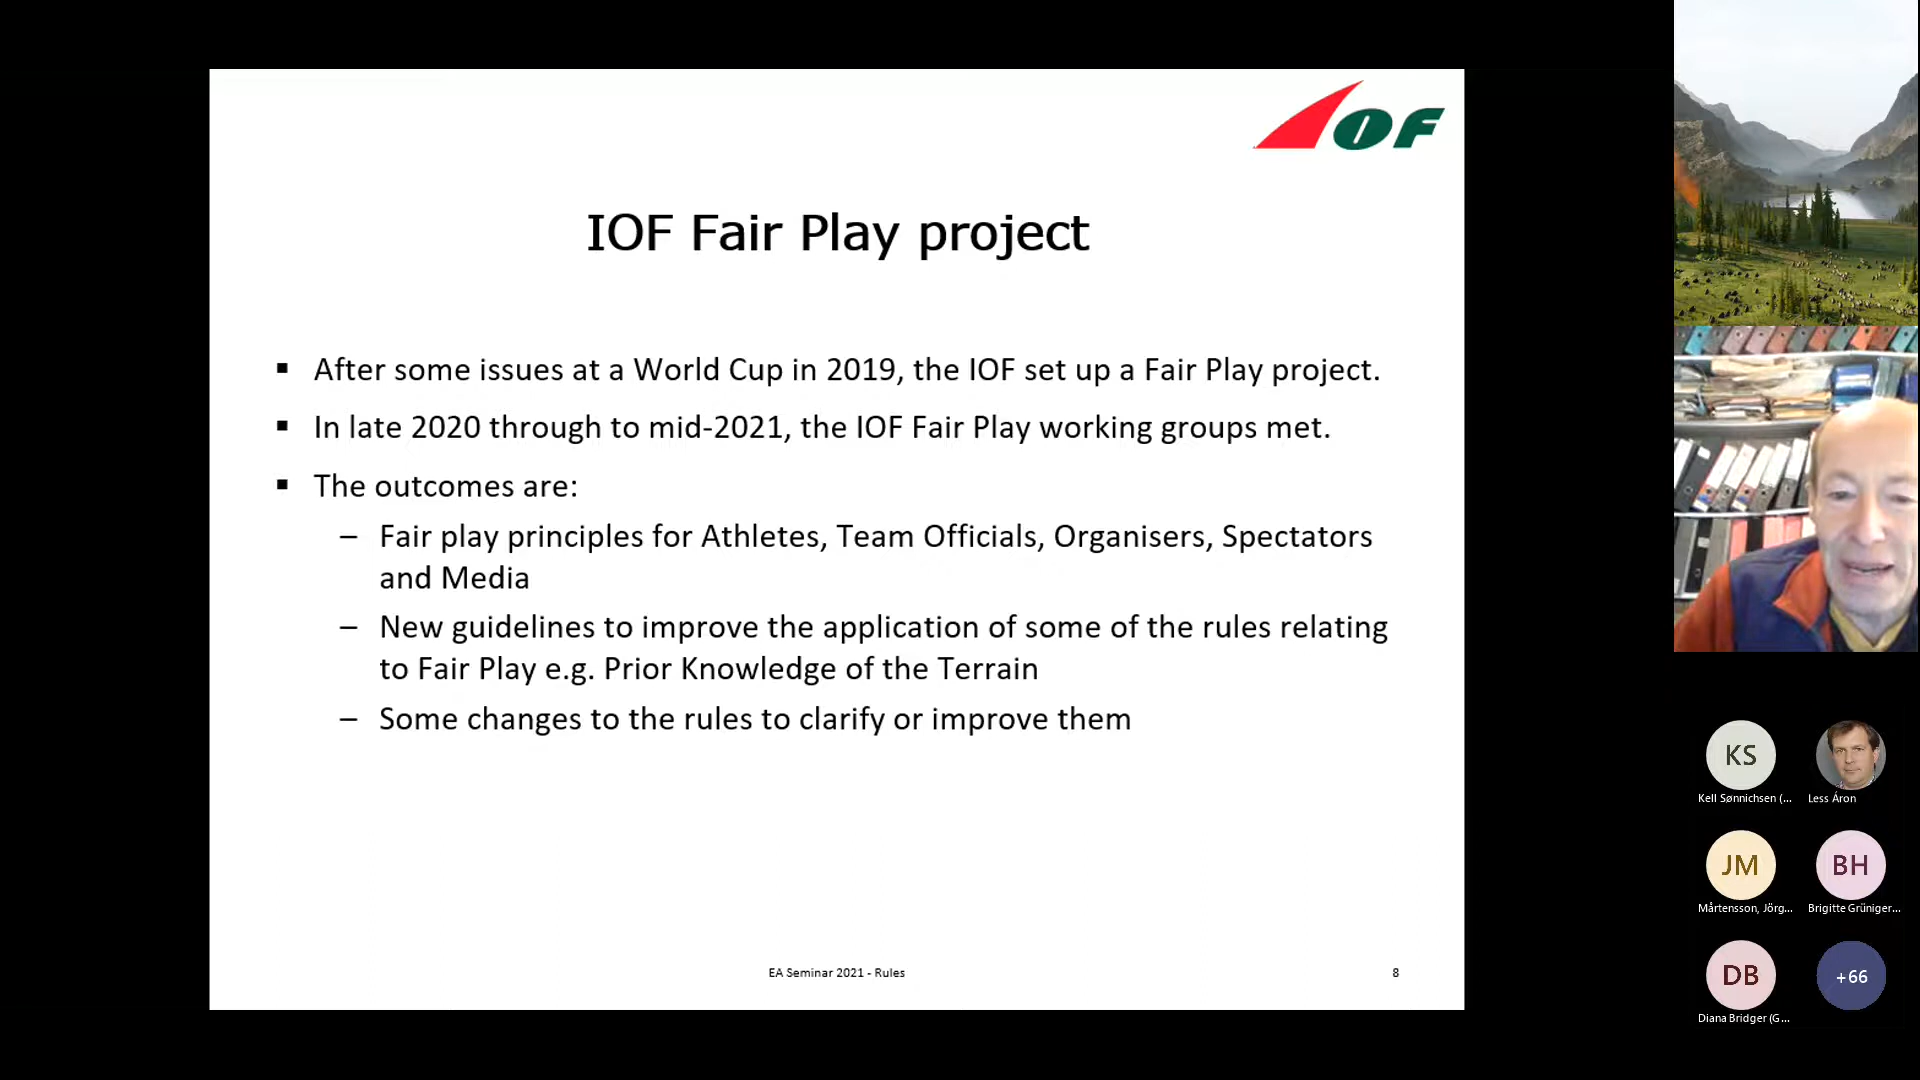 IOF
IOF Fair Play project
▪ After some issues at a World Cup in 2019, the IOF set up a Fair Play project.
▪ In late 2020 through to mid-2021, the IOF Fair Play working groups met.
▪ The outcomes are:
– Fair play principles for Athletes, Team Officials, Organisers, Spectators
and Media
– New guidelines to improve the application of some of the rules relating
to Fair Play e.g. Prior Knowledge of the Terrain
– Some changes to the rules to clarify or improve them
EA Seminar 2021 - Rules
8
KS
Kell Sønnichsen (...
Less Áron
JM
Mårtensson, Jörg...
BH
Brigitte Grüniger...
DB
Diana Bridger (G...
+66